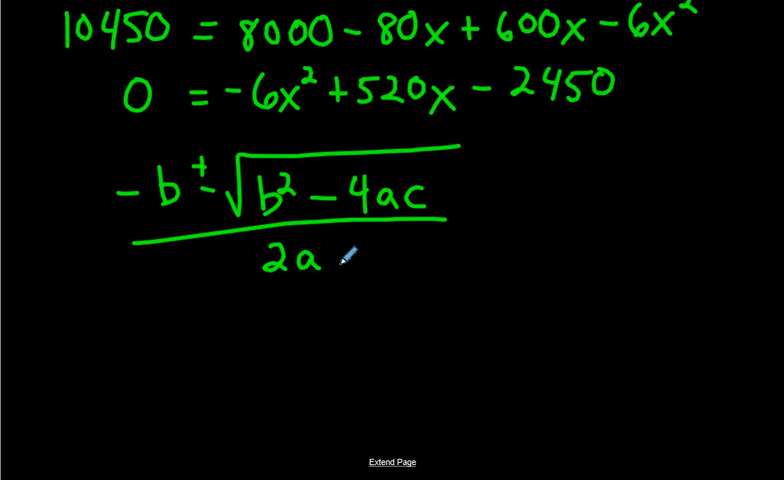 10450 = 8000 - 80x + 600x - 6x²
0 = -6x² + 520x - 2450
-b ± √b² - 4ac
2a
Extend Page